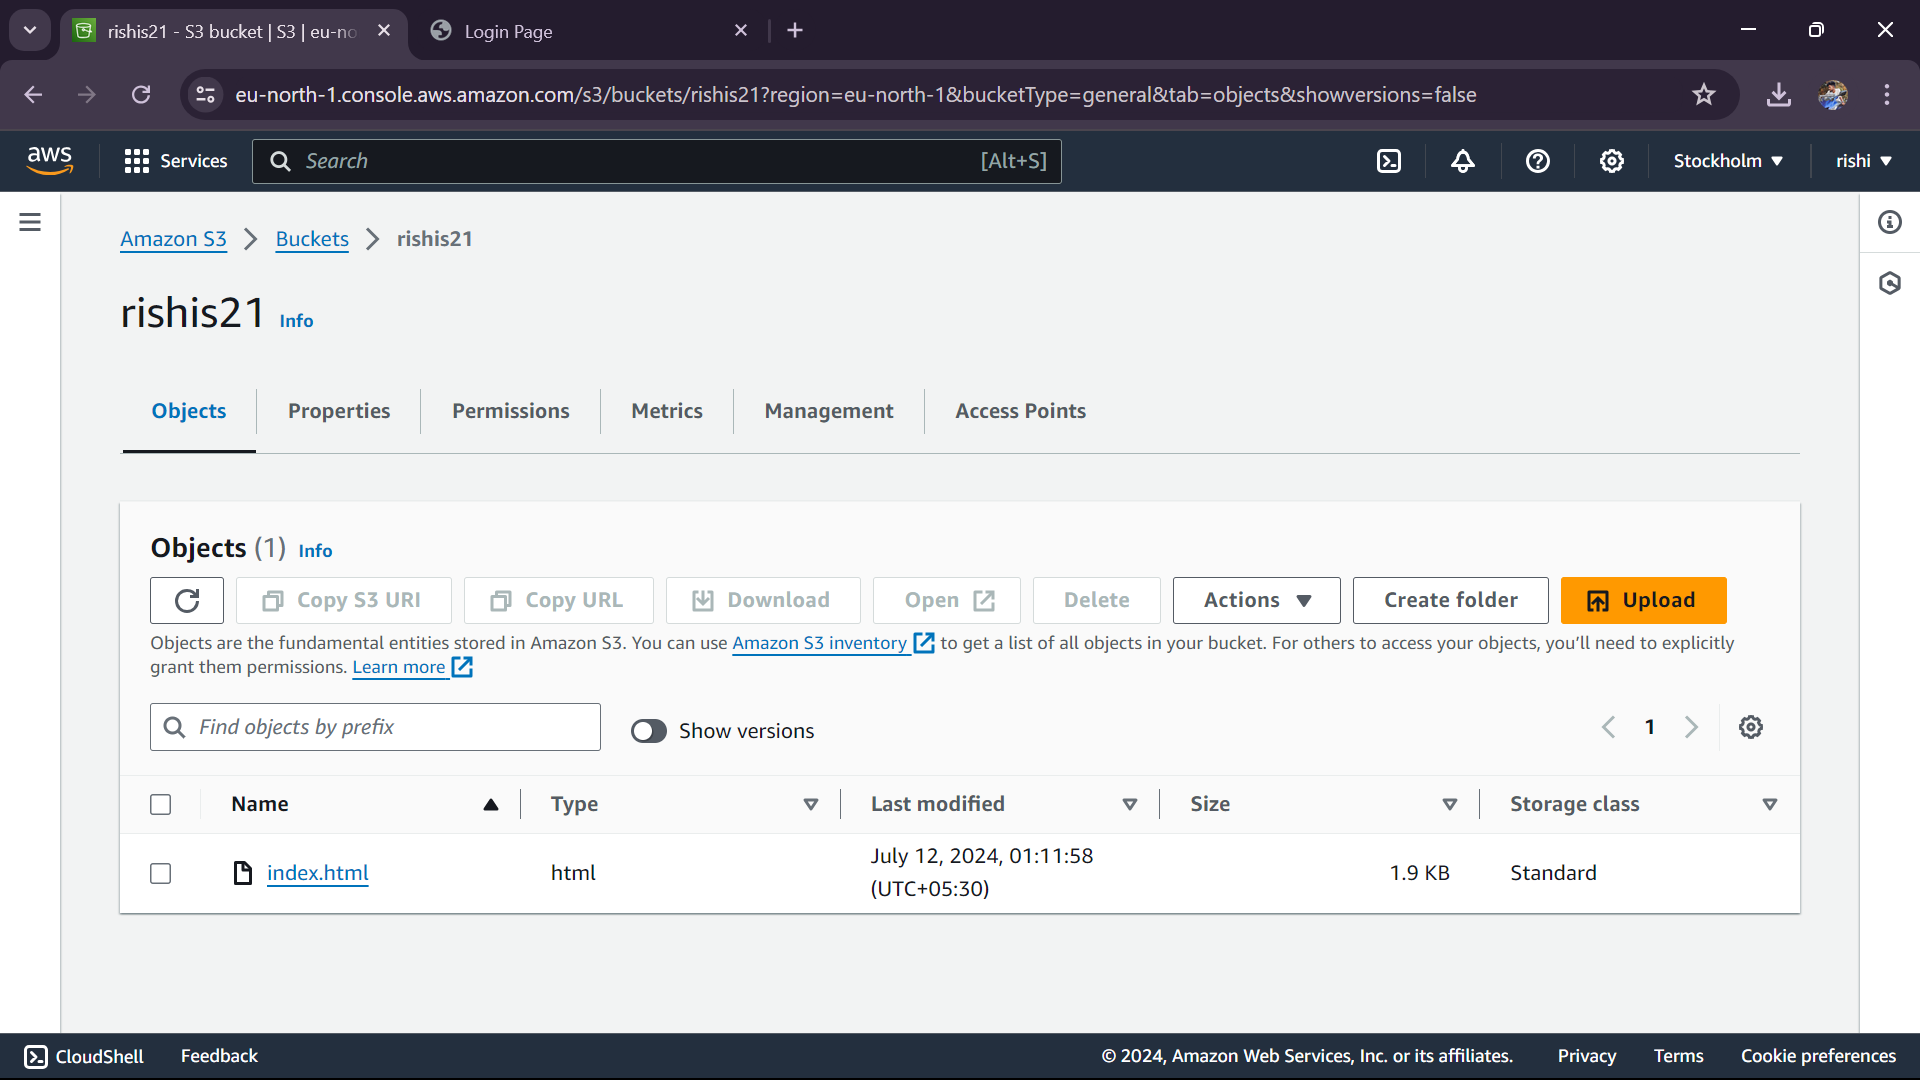 rishis21 - S3 bucket | S3 | eu-no
Login Page
eu-north-1.console.aws.amazon.com/s3/buckets/rishis21?region=eu-north-1&bucketType=general&tab=objects&showversions=false
aws
Services
Search
[Alt+S]
Stockholm
rishi
Amazon S3
Buckets
rishis21
rishis21 Info
Objects
Properties
Permissions
Metrics
Management
Access Points
Objects (1) Info
Copy S3 URI
Copy URL
Download
Open
Delete
Actions
Create folder
Upload
Objects are the fundamental entities stored in Amazon S3. You can use Amazon S3 inventory to get a list of all objects in your bucket. For others to access your objects, you’ll need to explicitly
grant them permissions. Learn more
Find objects by prefix
Show versions
1
Name
Type
Last modified
Size
Storage class
index.html
html
July 12, 2024, 01:11:58
(UTC+05:30)
1.9 KB
Standard
CloudShell
Feedback
© 2024, Amazon Web Services, Inc. or its affiliates.
Privacy
Terms
Cookie preferences